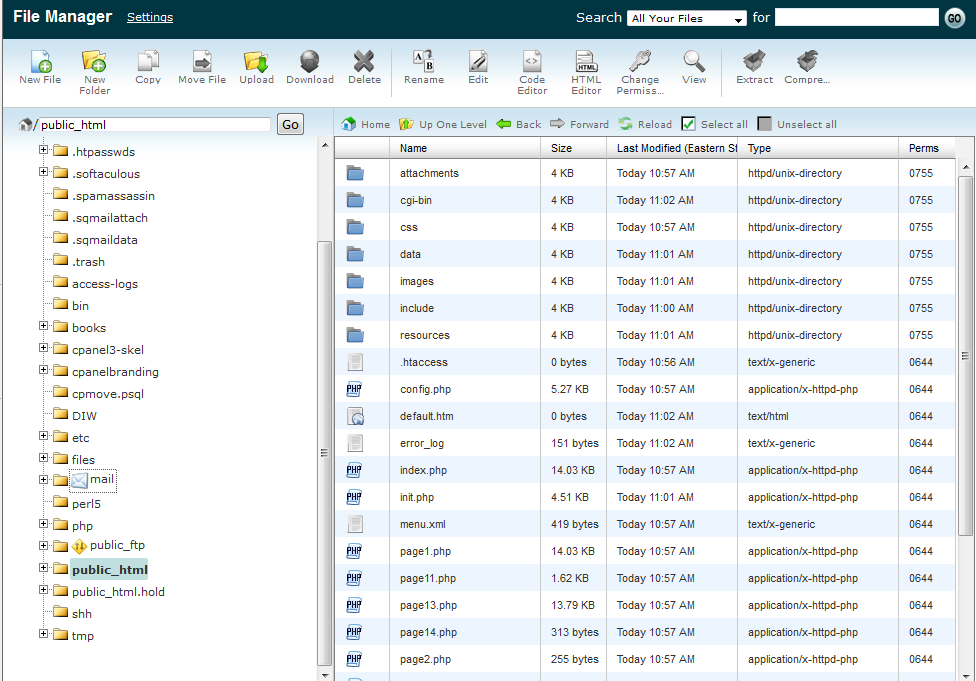 File Manager Settings Search All Your Files for GO
New File New Folder Copy Move File Upload Download Delete Rename Edit Code Editor HTML Editor Change Permiss... View Extract Compre...
/ public_html Go
Home Up One Level Back Forward Reload Select all Unselect all
.htpasswds
.softaculous
.spamassassin
.sqmailattach
.sqmaildata
.trash
access-logs
bin
books
cpanel3-skel
cpanelbranding
cpmove.psql
DIW
etc
files
mail
perl5
php
public_ftp
public_html
public_html.hold
shh
tmp
Name Size Last Modified (Eastern St Type Perms
attachments 4 KB Today 10:57 AM httpd/unix-directory 0755
cgi-bin 4 KB Today 11:02 AM httpd/unix-directory 0755
css 4 KB Today 10:57 AM httpd/unix-directory 0755
data 4 KB Today 11:01 AM httpd/unix-directory 0755
images 4 KB Today 11:01 AM httpd/unix-directory 0755
include 4 KB Today 11:00 AM httpd/unix-directory 0755
resources 4 KB Today 11:01 AM httpd/unix-directory 0755
.htaccess 0 bytes Today 10:56 AM text/x-generic 0644
PHP config.php 5.27 KB Today 10:57 AM application/x-httpd-php 0644
default.htm 0 bytes Today 11:02 AM text/html 0644
error_log 151 bytes Today 11:02 AM text/x-generic 0644
PHP index.php 14.03 KB Today 10:57 AM application/x-httpd-php 0644
PHP init.php 4.51 KB Today 11:01 AM application/x-httpd-php 0644
menu.xml 419 bytes Today 10:57 AM text/x-generic 0644
PHP page1.php 14.03 KB Today 10:57 AM application/x-httpd-php 0644
PHP page11.php 1.62 KB Today 10:57 AM application/x-httpd-php 0644
PHP page13.php 13.79 KB Today 10:57 AM application/x-httpd-php 0644
PHP page14.php 313 bytes Today 10:57 AM application/x-httpd-php 0644
PHP page2.php 255 bytes Today 10:57 AM application/x-httpd-php 0644